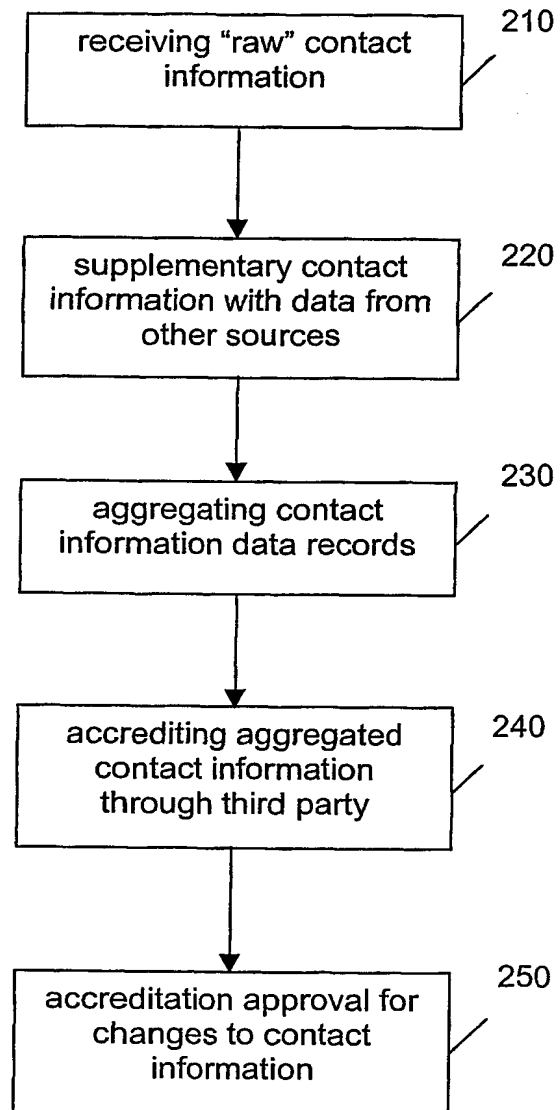 210
receiving “raw” contact
information
220
supplementary contact
information with data from
other sources
230
aggregating contact
information data records
240
accrediting aggregated
contact information
through third party
250
accreditation approval for
changes to contact
information